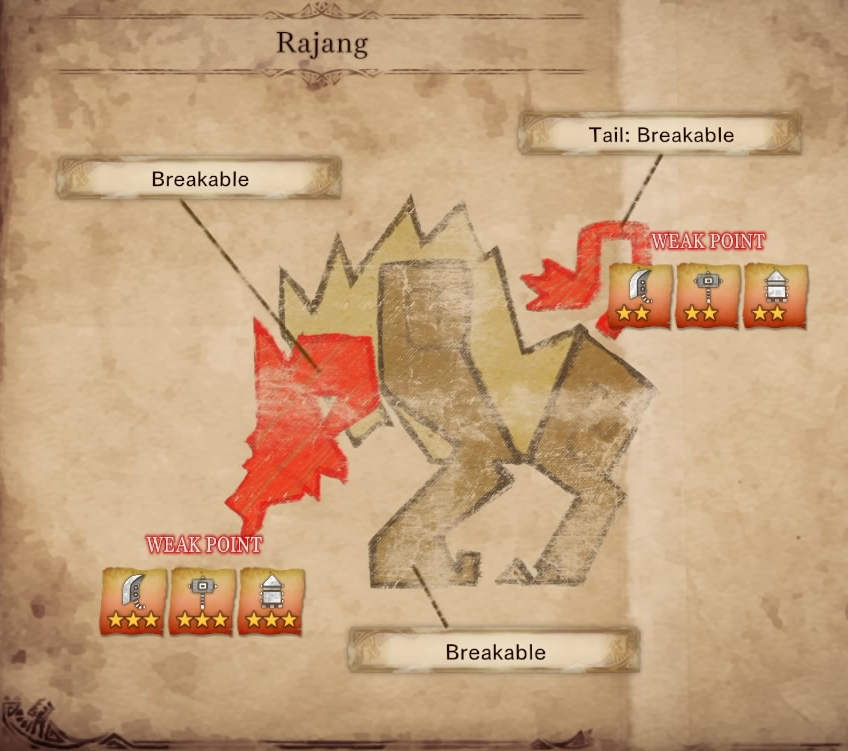 Rajang
Tail: Breakable
Breakable
WEAK POINT
WEAK POINT
Breakable